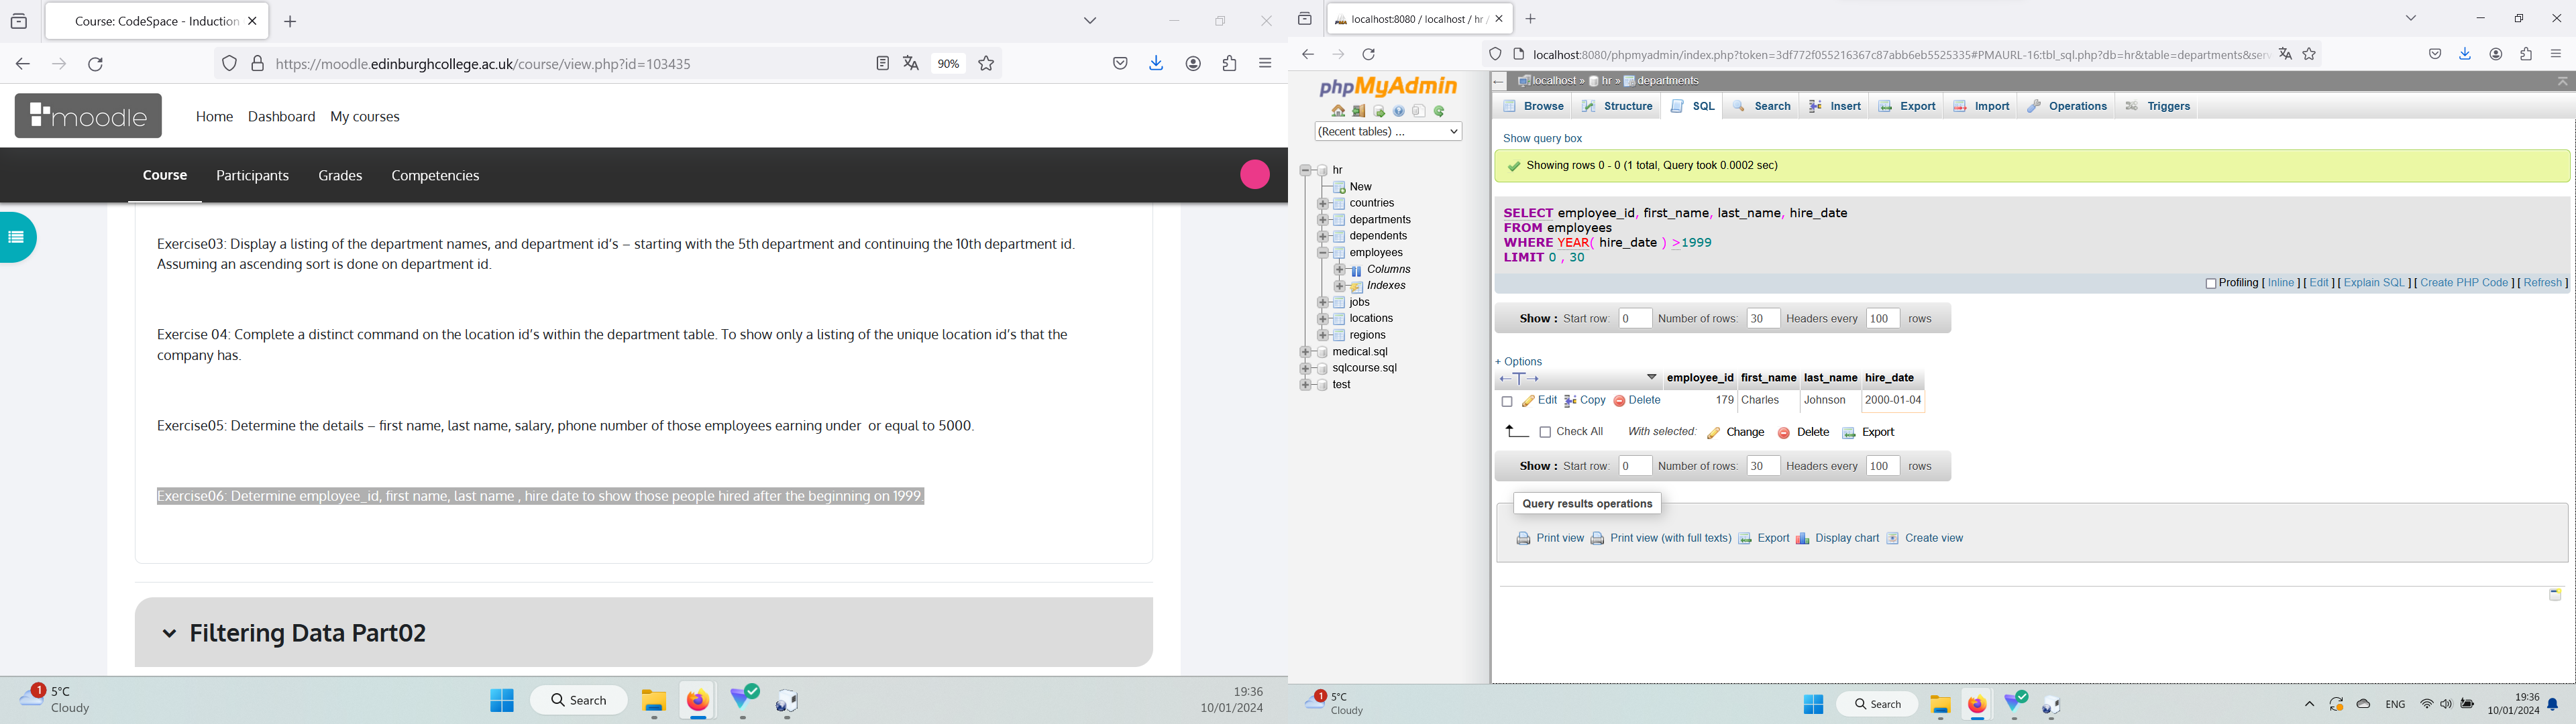 Course: CodeSpace - Induction
https://moodle.edinburghcollege.ac.uk/course/view.php?id=103435
90%
moodle
Home Dashboard My courses
Course Participants Grades Competencies
Exercise03: Display a listing of the department names, and department id's – starting with the 5th department and continuing the 10th department id.
Assuming an ascending sort is done on department id.
Exercise 04: Complete a distinct command on the location id's within the department table. To show only a listing of the unique location id's that the
company has.
Exercise05: Determine the details – first name, last name, salary, phone number of those employees earning under or equal to 5000.
Exercise06: Determine employee_id, first name, last name , hire date to show those people hired after the beginning on 1999.
Filtering Data Part02
1
5°C
Cloudy
Search
19:36
10/01/2024
localhost:8080 / localhost / hr /
localhost:8080/phpmyadmin/index.php?token=3df772f055216367c87abb6eb5525335#PMAURL-16:tbl_sql.php?db=hr&table=departments&serv
phpMyAdmin
(Recent tables) ...
hr
New
countries
departments
dependents
employees
Columns
Indexes
jobs
locations
regions
medical.sql
sqlcourse.sql
test
localhost » hr » departments
Browse Structure SQL Search Insert Export Import Operations Triggers
Show query box
Showing rows 0 - 0 (1 total, Query took 0.0002 sec)
SELECT employee_id, first_name, last_name, hire_date
FROM employees
WHERE YEAR( hire_date ) >1999
LIMIT 0 , 30
Profiling [ Inline ] [ Edit ] [ Explain SQL ] [ Create PHP Code ] [ Refresh ]
Show : Start row: 0 Number of rows: 30 Headers every 100 rows
+ Options
←T→ employee_id first_name last_name hire_date
Edit Copy Delete 179 Charles Johnson 2000-01-04
Check All With selected: Change Delete Export
Show : Start row: 0 Number of rows: 30 Headers every 100 rows
Query results operations
Print view Print view (with full texts) Export Display chart Create view
1
5°C
Cloudy
Search
ENG
19:36
10/01/2024